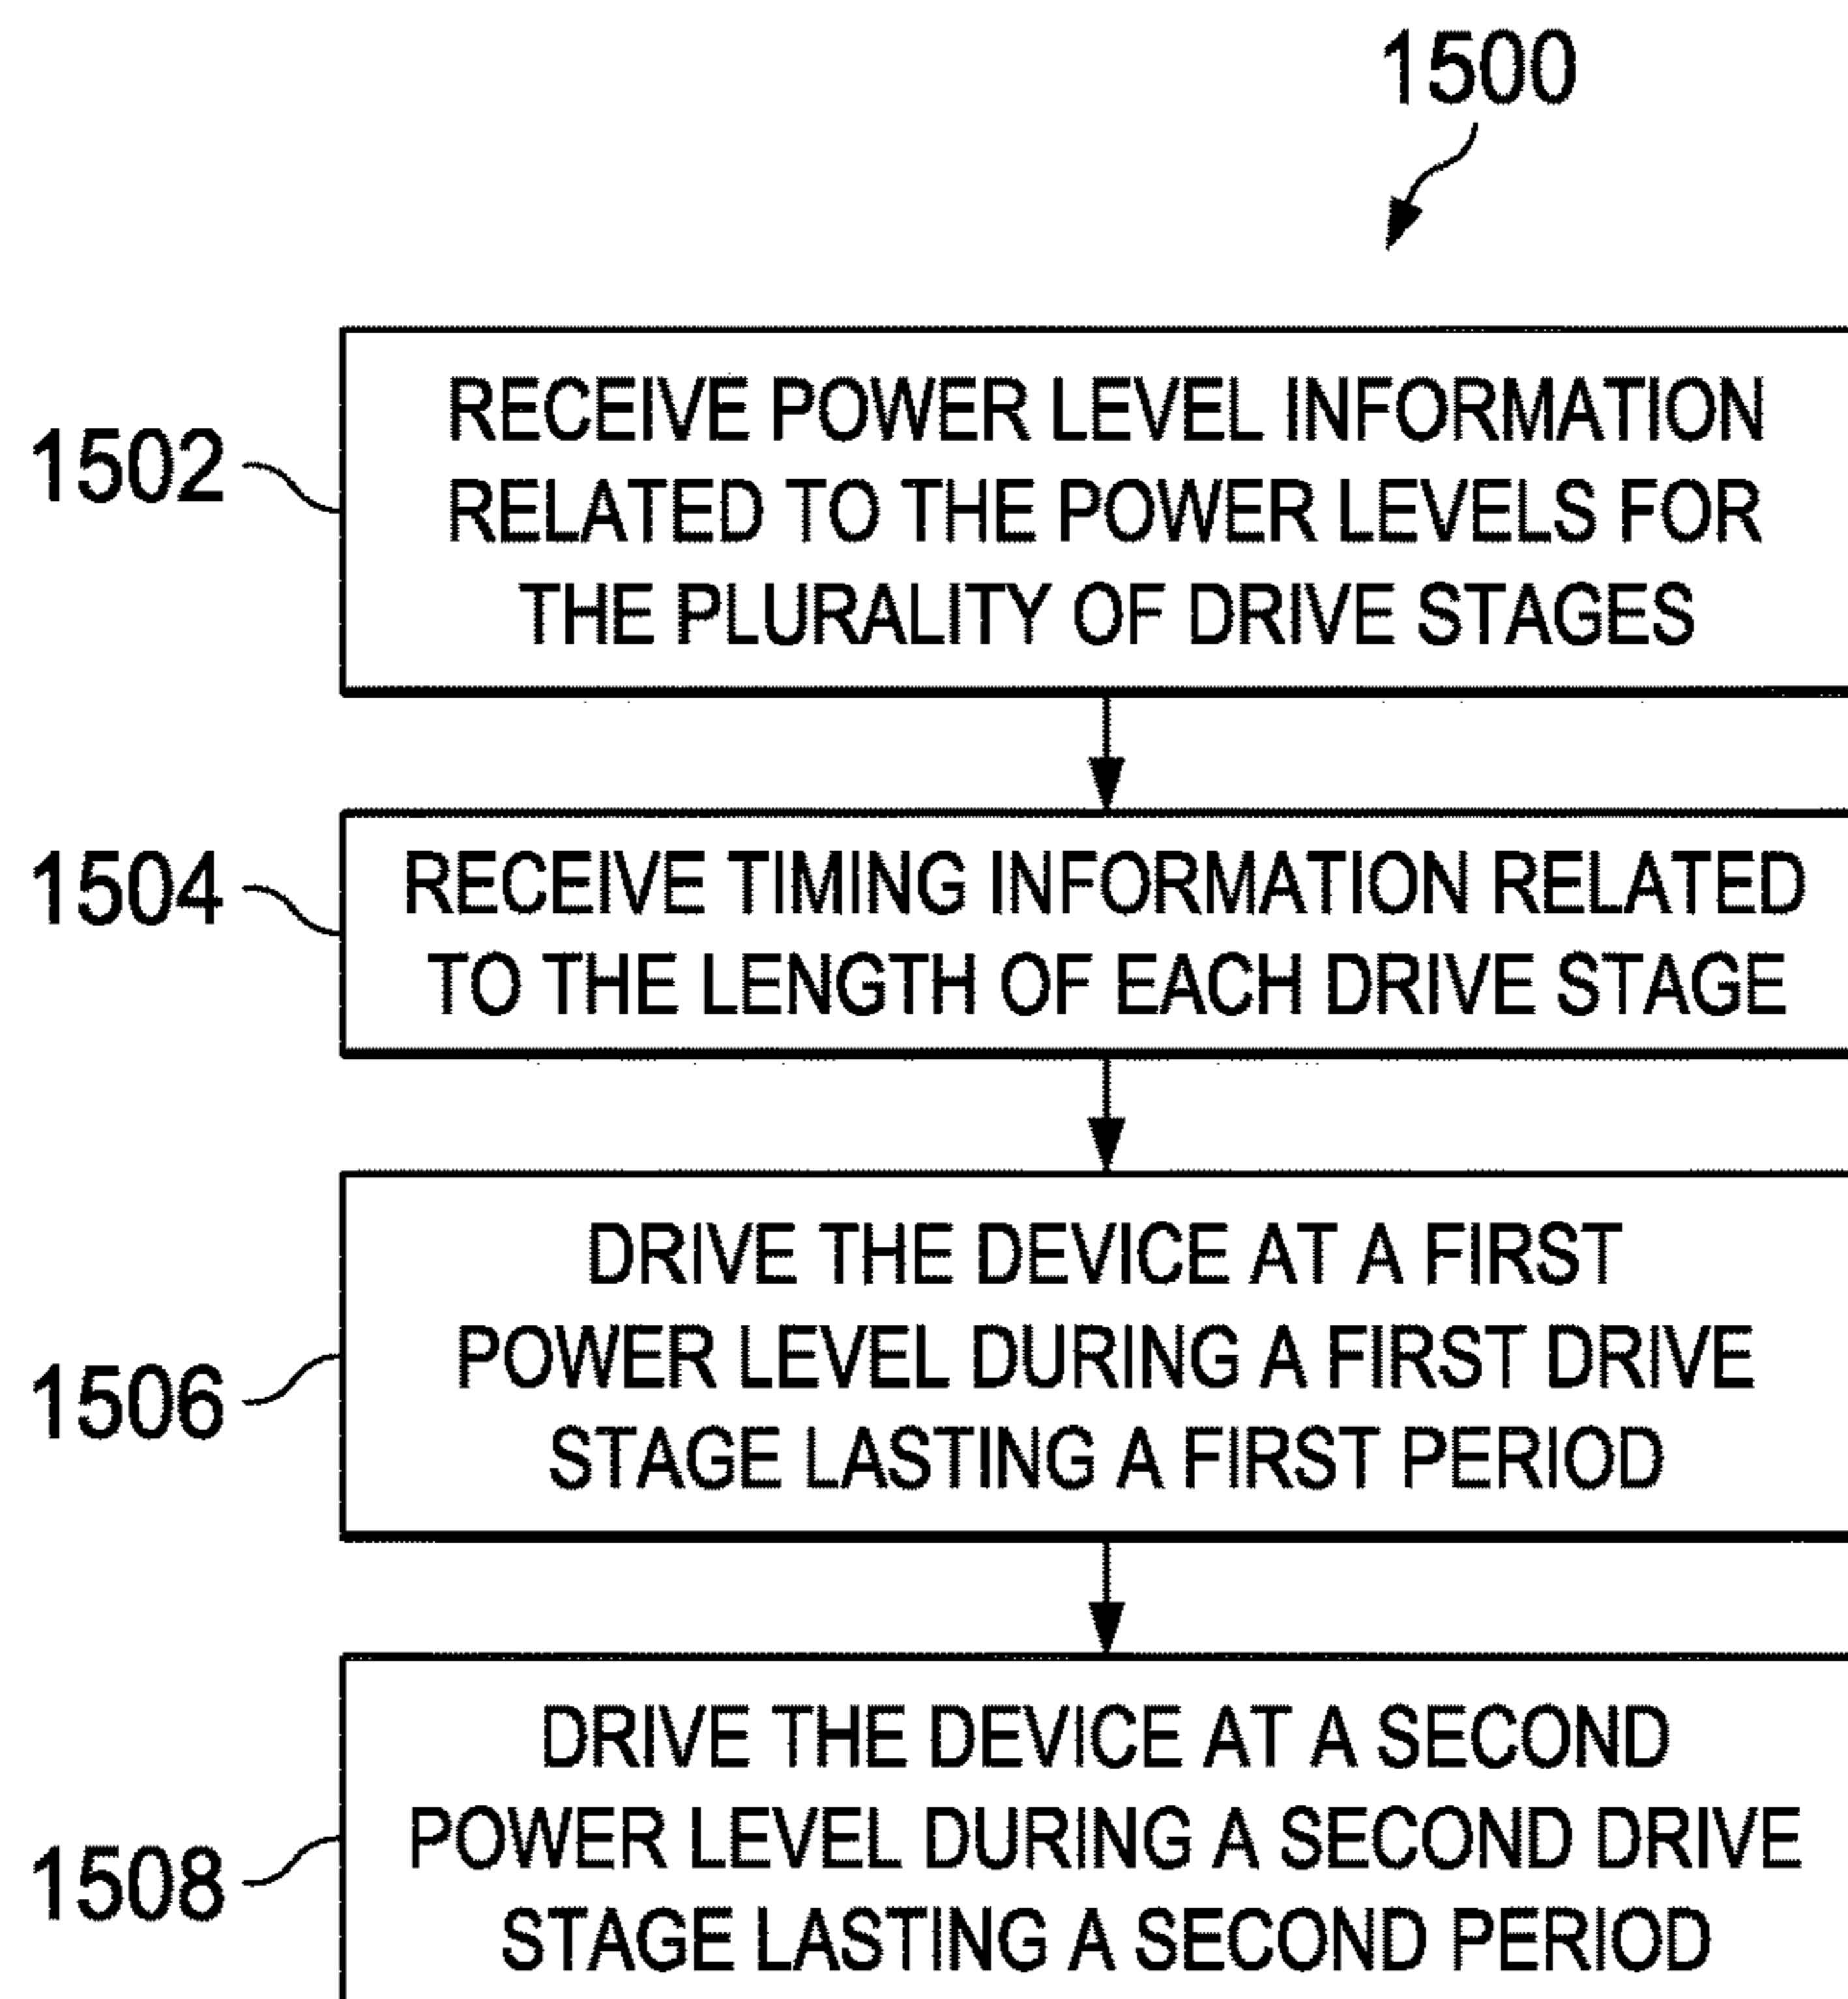 1500
1502
RECEIVE POWER LEVEL INFORMATION
RELATED TO THE POWER LEVELS FOR
THE PLURALITY OF DRIVE STAGES
1504
RECEIVE TIMING INFORMATION RELATED
TO THE LENGTH OF EACH DRIVE STAGE
1506
DRIVE THE DEVICE AT A FIRST
POWER LEVEL DURING A FIRST DRIVE
STAGE LASTING A FIRST PERIOD
1508
DRIVE THE DEVICE AT A SECOND
POWER LEVEL DURING A SECOND DRIVE
STAGE LASTING A SECOND PERIOD